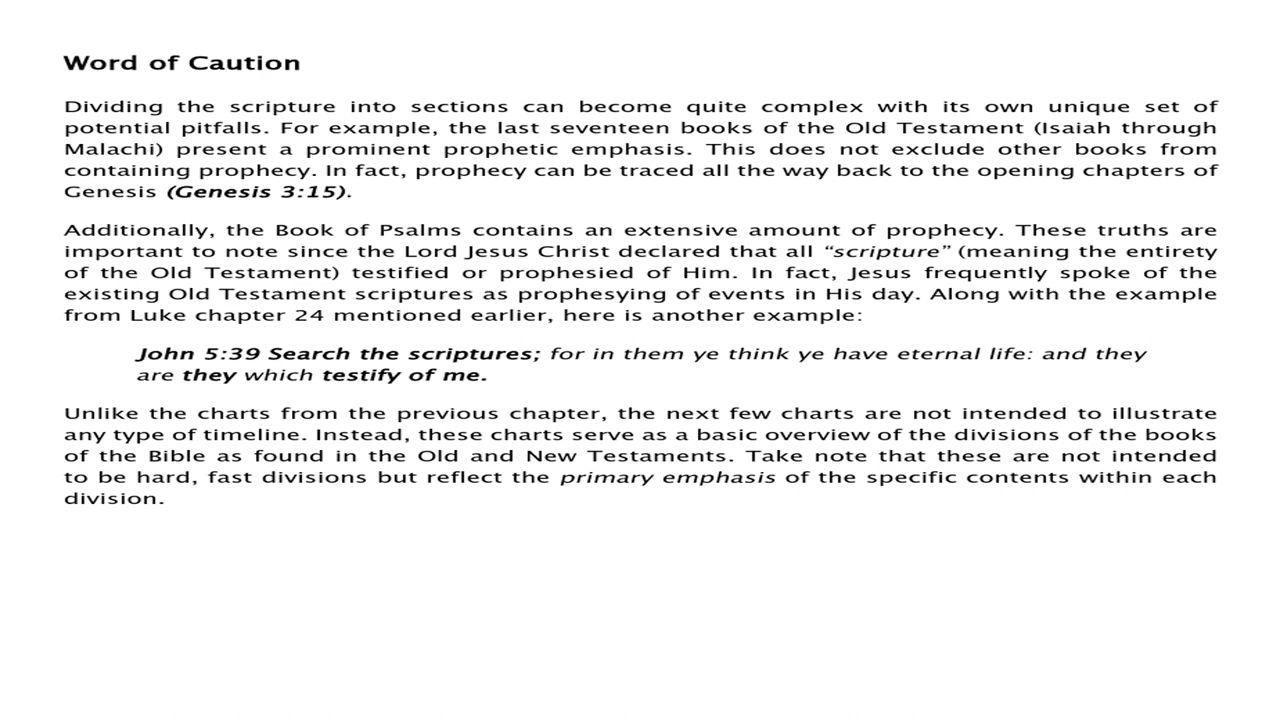 Word of Caution
Dividing the scripture into sections can become quite complex with its own unique set of
potential pitfalls. For example, the last seventeen books of the Old Testament (Isaiah through
Malachi) present a prominent prophetic emphasis. This does not exclude other books from
containing prophecy. In fact, prophecy can be traced all the way back to the opening chapters of
Genesis (Genesis 3:15).
Additionally, the Book of Psalms contains an extensive amount of prophecy. These truths are
important to note since the Lord Jesus Christ declared that all “scripture” (meaning the entirety
of the Old Testament) testified or prophesied of Him. In fact, Jesus frequently spoke of the
existing Old Testament scriptures as prophesying of events in His day. Along with the example
from Luke chapter 24 mentioned earlier, here is another example:
John 5:39 Search the scriptures; for in them ye think ye have eternal life: and they
are they which testify of me.
Unlike the charts from the previous chapter, the next few charts are not intended to illustrate
any type of timeline. Instead, these charts serve as a basic overview of the divisions of the books
of the Bible as found in the Old and New Testaments. Take note that these are not intended
to be hard, fast divisions but reflect the primary emphasis of the specific contents within each
division.